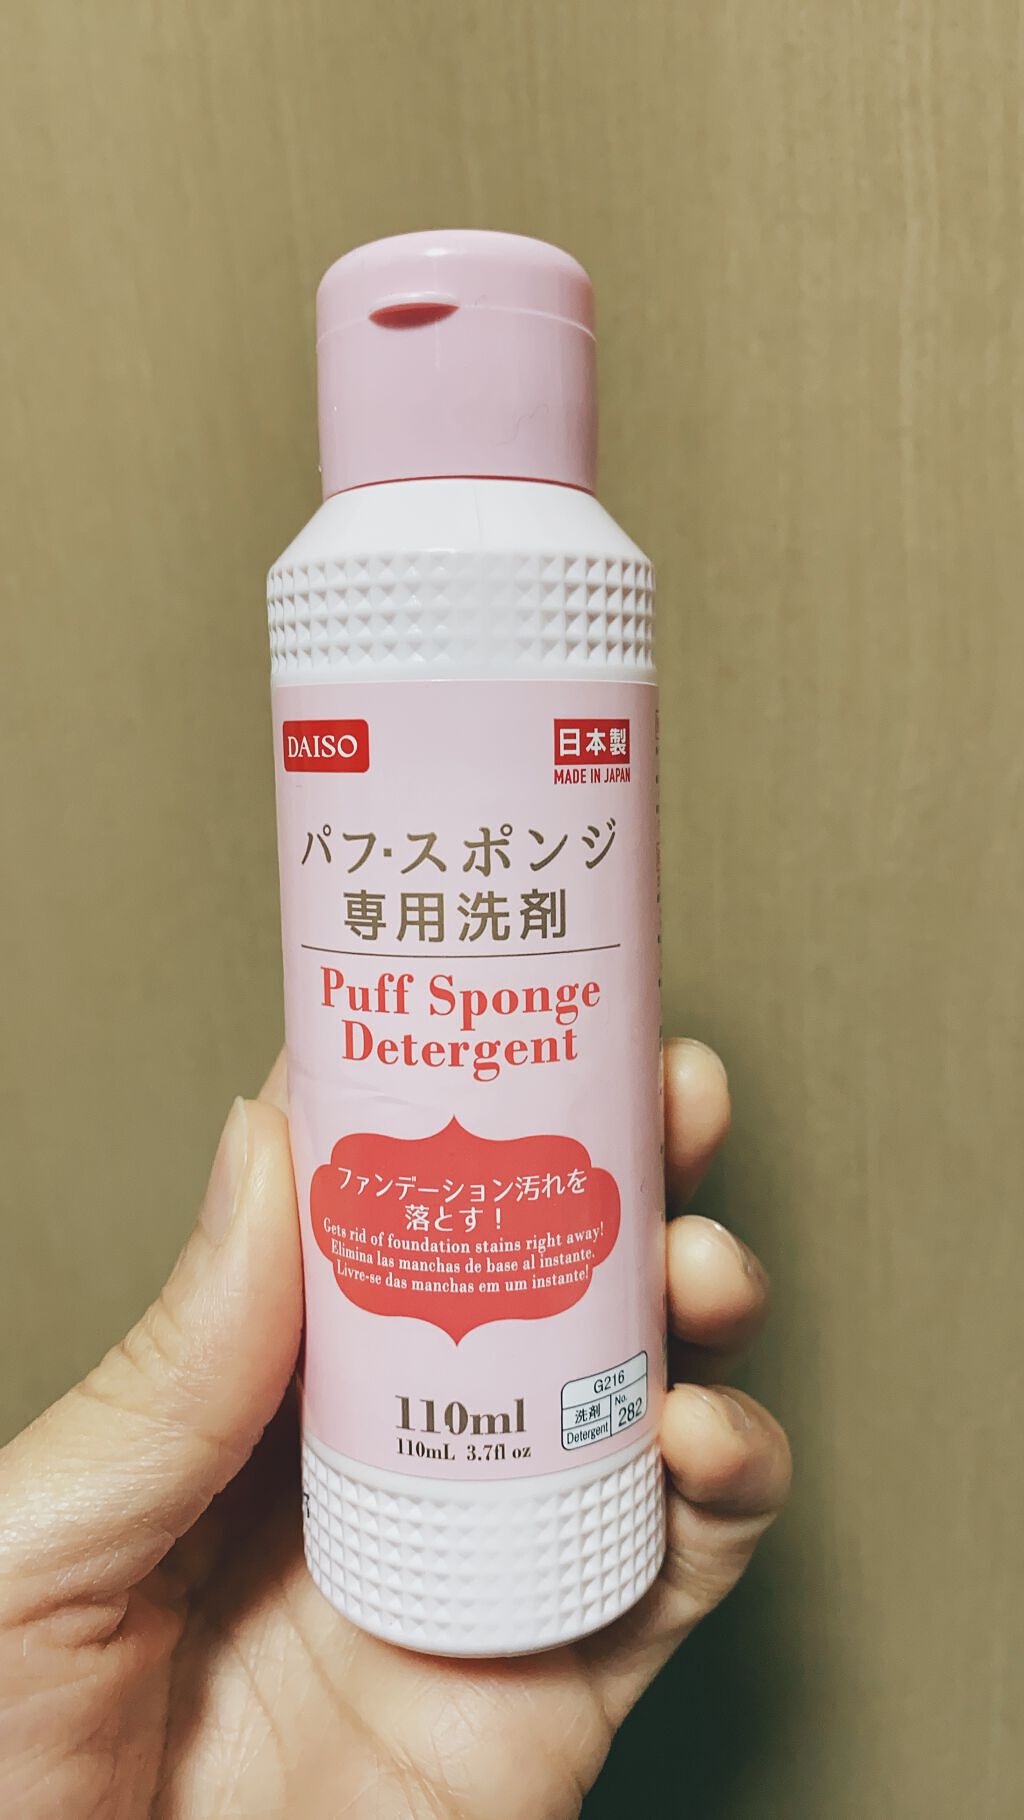 DAISO
日本製
MADE IN JAPAN
パフ・スポンジ
専用洗剤
Puff Sponge
Detergent
ファンデーション汚れを
落とす！
Gets rid of foundation stains right away!
Elimina las manchas de base al instante.
Livre-se das manchas em um instante!
110ml
110mL 3.7fl oz
G216
洗剤
Detergent
No.
282